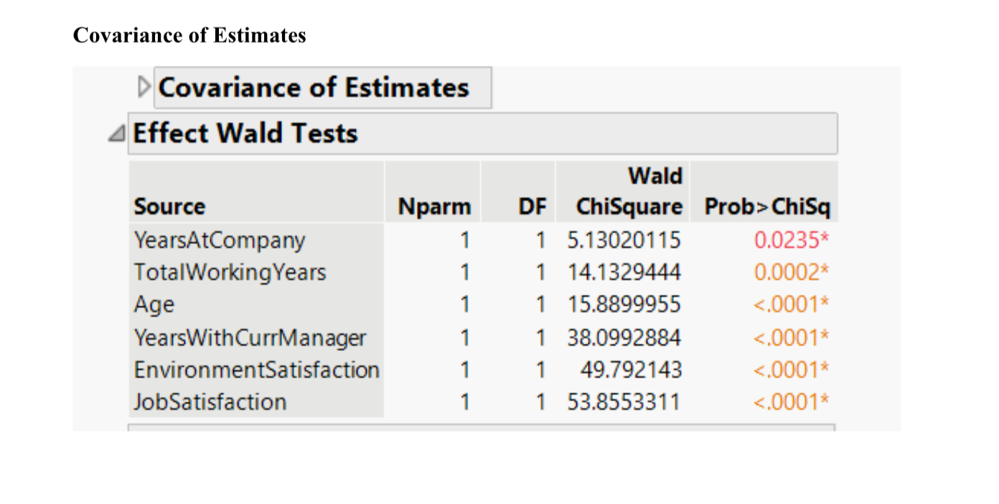 Covariance of Estimates
Covariance of Estimates
Effect Wald Tests
Wald
Source Nparm DF ChiSquare Prob>ChiSq
YearsAtCompany 1 1 5.13020115 0.0235*
TotalWorkingYears 1 1 14.1329444 0.0002*
Age 1 1 15.8899955 <.0001*
YearsWithCurrManager 1 1 38.0992884 <.0001*
EnvironmentSatisfaction 1 1 49.792143 <.0001*
JobSatisfaction 1 1 53.8553311 <.0001*